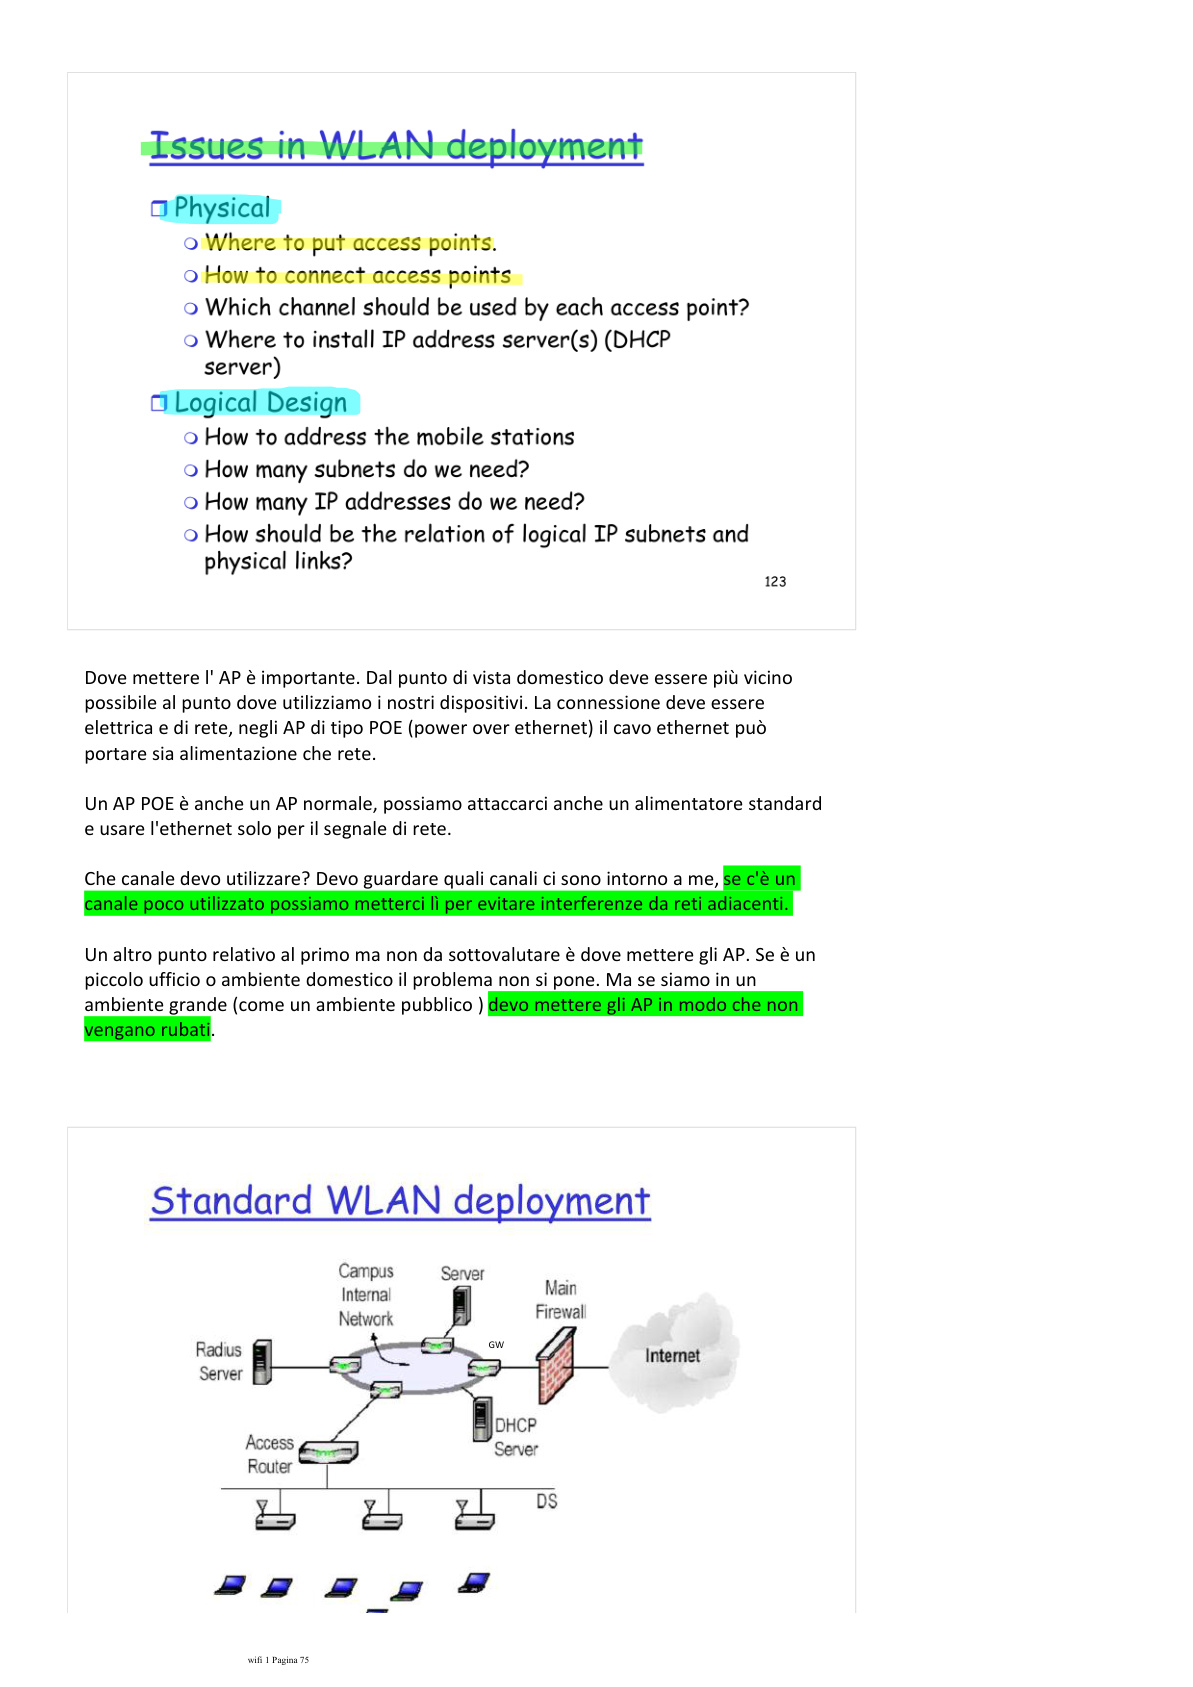 Issues in WLAN deployment
Physical
Where to put access points.
How to connect access points
Which channel should be used by each access point?
Where to install IP address server(s) (DHCP
server)
Logical Design
How to address the mobile stations
How many subnets do we need?
How many IP addresses do we need?
How should be the relation of logical IP subnets and
physical links?
123
Dove mettere l' AP è importante. Dal punto di vista domestico deve essere più vicino
possibile al punto dove utilizziamo i nostri dispositivi. La connessione deve essere
elettrica e di rete, negli AP di tipo POE (power over ethernet) il cavo ethernet può
portare sia alimentazione che rete.
Un AP POE è anche un AP normale, possiamo attaccarci anche un alimentatore standard
e usare l'ethernet solo per il segnale di rete.
Che canale devo utilizzare? Devo guardare quali canali ci sono intorno a me, se c'è un
canale poco utilizzato possiamo metterci lì per evitare interferenze da reti adiacenti.
Un altro punto relativo al primo ma non da sottovalutare è dove mettere gli AP. Se è un
piccolo ufficio o ambiente domestico il problema non si pone. Ma se siamo in un
ambiente grande (come un ambiente pubblico ) devo mettere gli AP in modo che non
vengano rubati.
Standard WLAN deployment
Campus
Internal
Network
Server
Main
Firewall
GW
Radius
Server
Internet
DHCP
Server
Access
Router
DS
wifi 1 Pagina 75